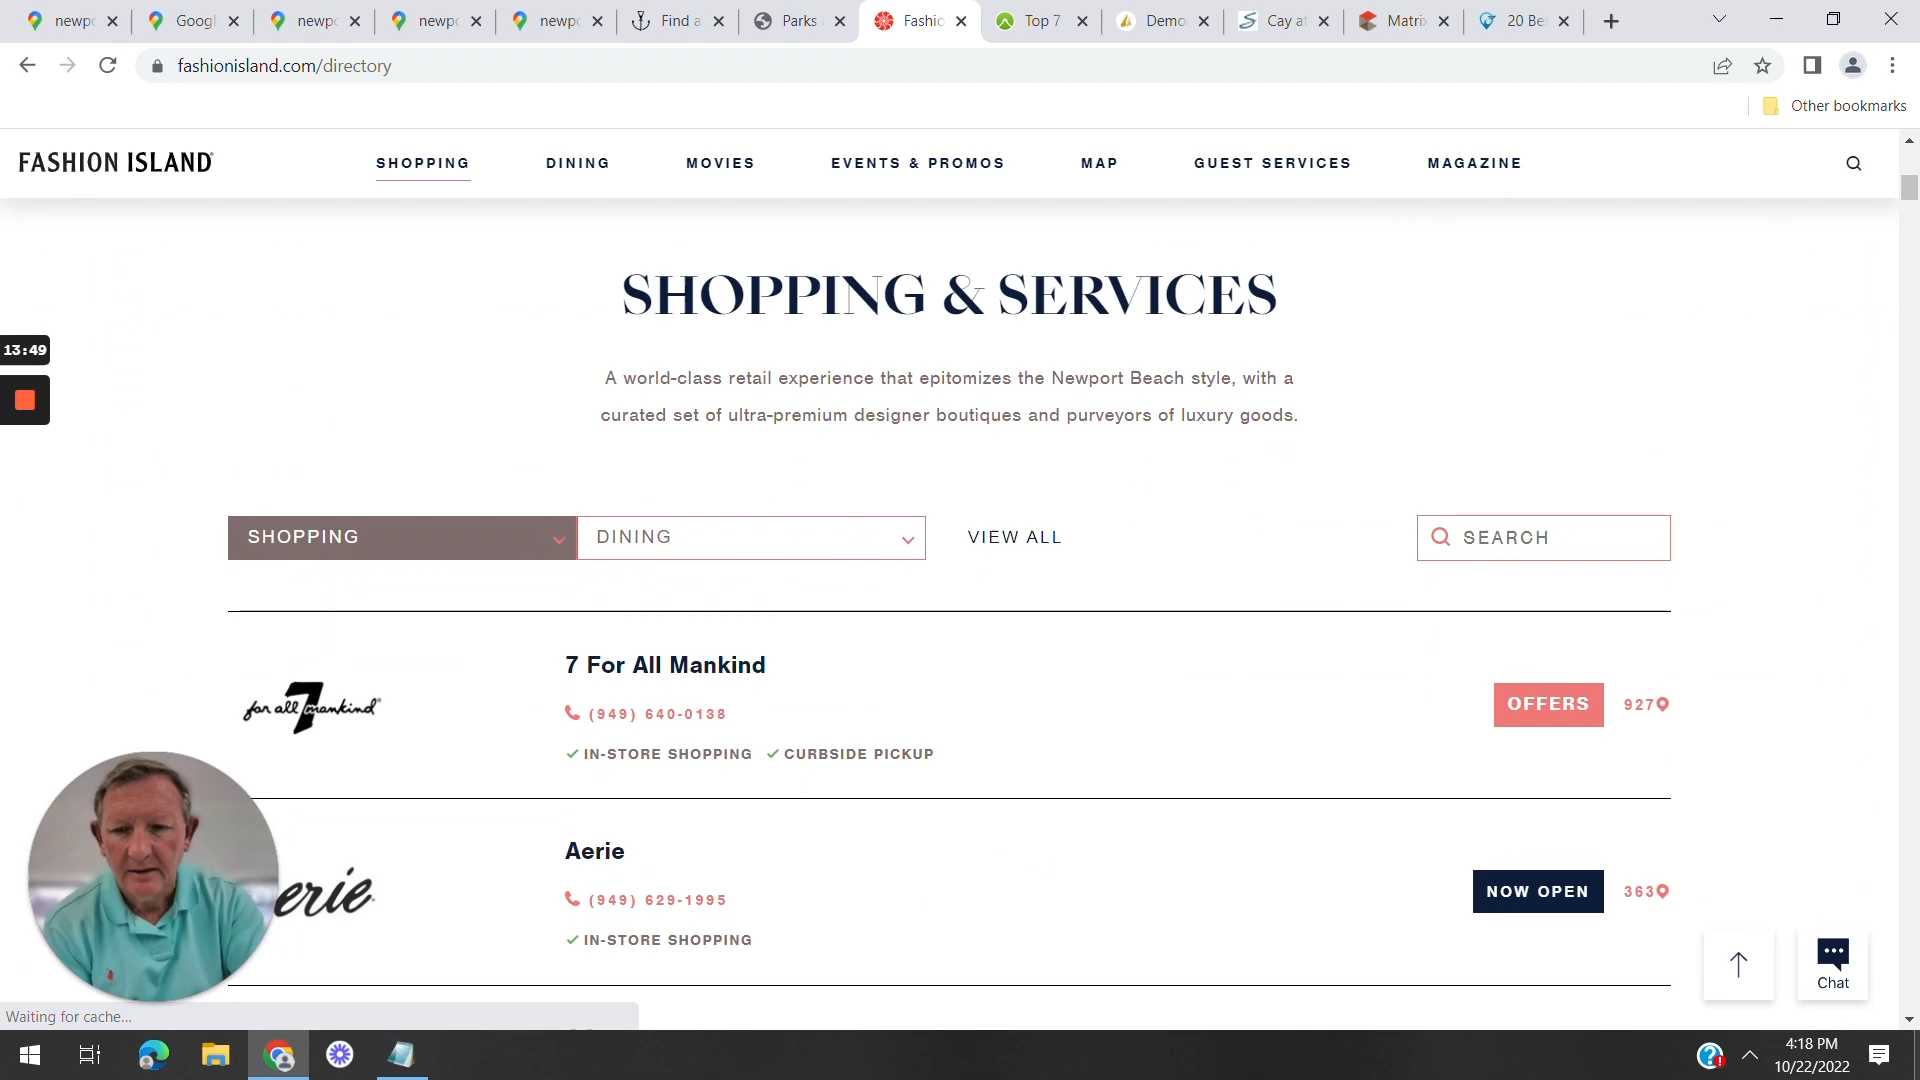 newpo
Googl
newpo
newpo
newpo
Find a
Parks
Fashio
Top 7
Demo
Cay at
Matrix
20 Be
fashionisland.com/directory
Other bookmarks
FASHION ISLAND
SHOPPING
DINING
MOVIES
EVENTS & PROMOS
MAP
GUEST SERVICES
MAGAZINE
SHOPPING & SERVICES
A world-class retail experience that epitomizes the Newport Beach style, with a
curated set of ultra-premium designer boutiques and purveyors of luxury goods.
13:49
SHOPPING
DINING
VIEW ALL
SEARCH
for all 7 mankind
7 For All Mankind
(949) 640-0138
IN-STORE SHOPPING
CURBSIDE PICKUP
OFFERS
927
erie
Aerie
(949) 629-1995
IN-STORE SHOPPING
NOW OPEN
363
Chat
Waiting for cache...
4:18 PM
10/22/2022